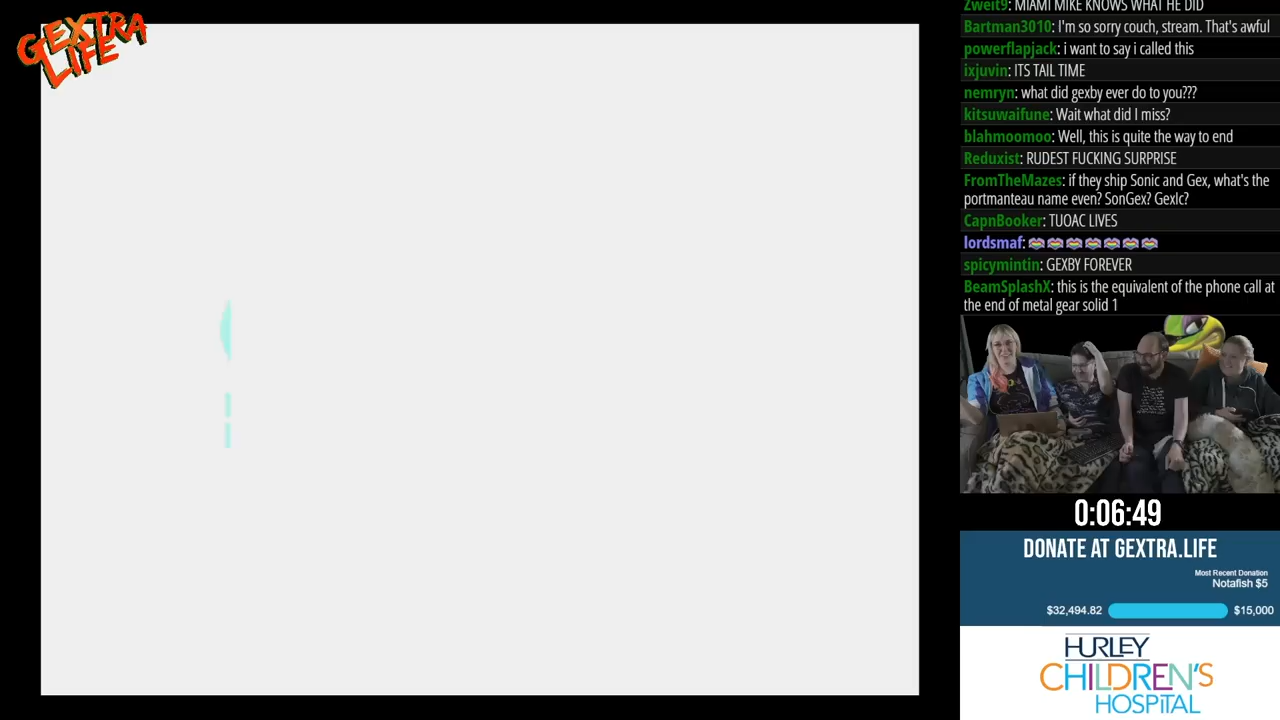 GEXTRA
LIFE
Zweit9: MIAMI MIKE KNOWS WHAT HE DID
Bartman3010: I'm so sorry couch, stream. That's awful
powerflapjack: i want to say i called this
ixjuvin: ITS TAIL TIME
nemryn: what did gexby ever do to you???
kitsuwaifune: Wait what did I miss?
blahmoomoo: Well, this is quite the way to end
Reduxist: RUDEST FUCKING SURPRISE
FromTheMazes: if they ship Sonic and Gex, what's the
portmanteau name even? SonGex? GexIc?
CapnBooker: TUOAC LIVES
lordsmaf:
spicymintin: GEXBY FOREVER
BeamSplashX: this is the equivalent of the phone call at
the end of metal gear solid 1
0:06:49
DONATE AT GEXTRA.LIFE
Most Recent Donation
Notafish $5
$32,494.82 $15,000
HURLEY
CHILDREN'S
HOSPITAL